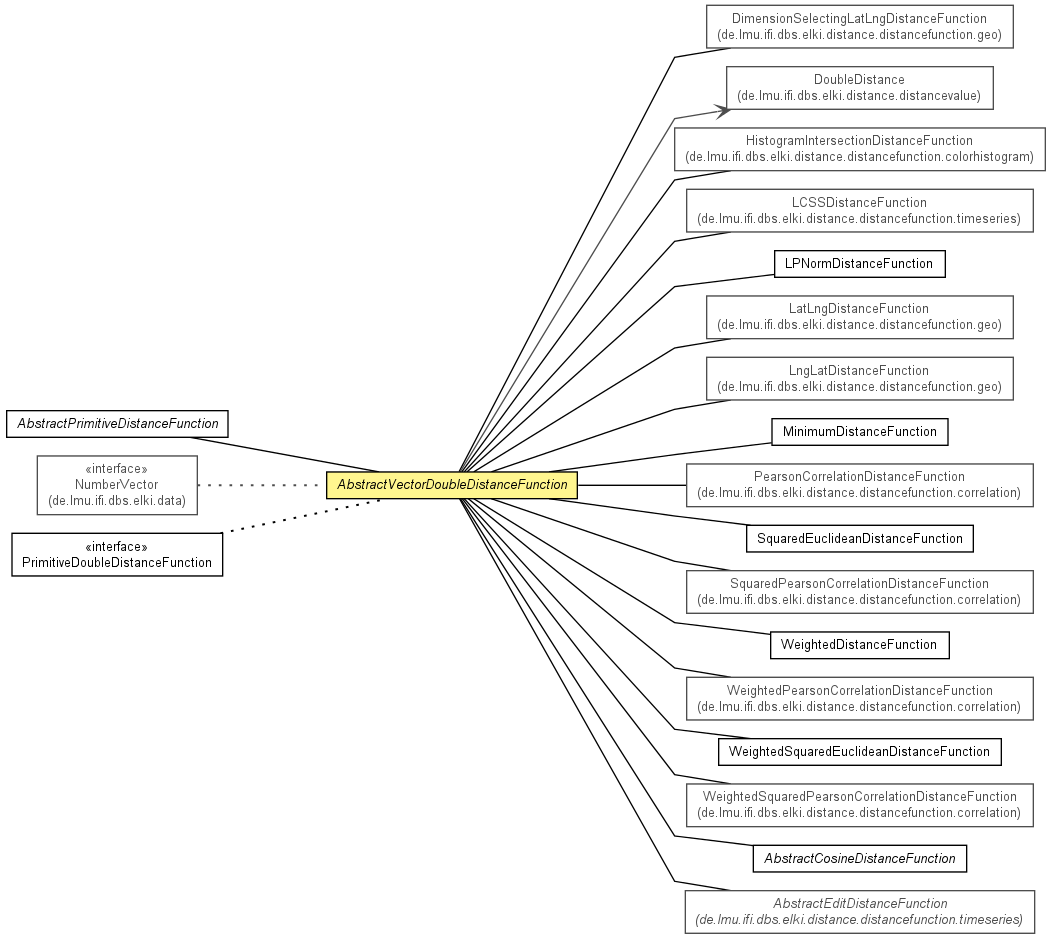 DimensionSelectingLatLngDistanceFunction
(de.lmu.ifi.dbs.elki.distance.distancefunction.geo)
DoubleDistance
(de.lmu.ifi.dbs.elki.distance.distancevalue)
HistogramIntersectionDistanceFunction
(de.lmu.ifi.dbs.elki.distance.distancefunction.colorhistogram)
LCSSDistanceFunction
(de.lmu.ifi.dbs.elki.distance.distancefunction.timeseries)
LPNormDistanceFunction
LatLngDistanceFunction
(de.lmu.ifi.dbs.elki.distance.distancefunction.geo)
LngLatDistanceFunction
(de.lmu.ifi.dbs.elki.distance.distancefunction.geo)
AbstractPrimitiveDistanceFunction
MinimumDistanceFunction
«interface»
NumberVector
(de.lmu.ifi.dbs.elki.data)
AbstractVectorDoubleDistanceFunction
PearsonCorrelationDistanceFunction
(de.lmu.ifi.dbs.elki.distance.distancefunction.correlation)
«interface»
PrimitiveDoubleDistanceFunction
SquaredEuclideanDistanceFunction
SquaredPearsonCorrelationDistanceFunction
(de.lmu.ifi.dbs.elki.distance.distancefunction.correlation)
WeightedDistanceFunction
WeightedPearsonCorrelationDistanceFunction
(de.lmu.ifi.dbs.elki.distance.distancefunction.correlation)
WeightedSquaredEuclideanDistanceFunction
WeightedSquaredPearsonCorrelationDistanceFunction
(de.lmu.ifi.dbs.elki.distance.distancefunction.correlation)
AbstractCosineDistanceFunction
AbstractEditDistanceFunction
(de.lmu.ifi.dbs.elki.distance.distancefunction.timeseries)